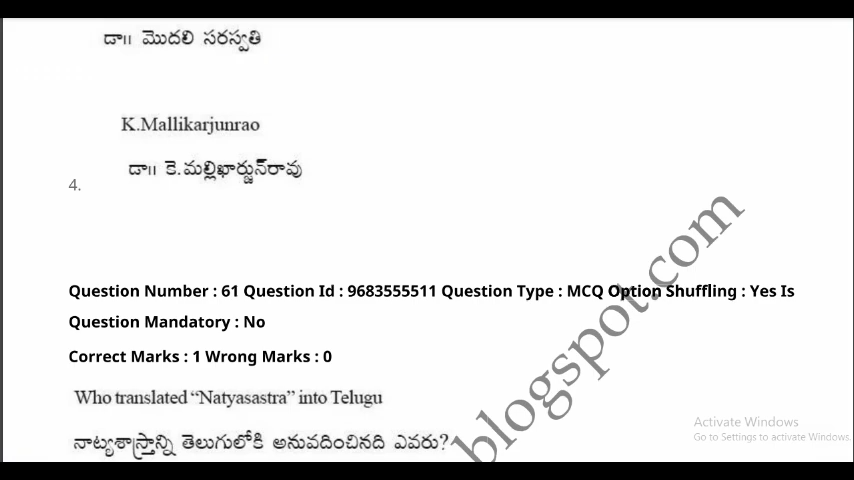 డా॥ మొదలి సరస్వతి
K.Mallikarjunrao
డా॥ కె.మల్లిఖార్జున్‌రావు
4.
Question Number : 61 Question Id : 9683555511 Question Type : MCQ Option Shuffling : Yes Is
Question Mandatory : No
Correct Marks : 1 Wrong Marks : 0
Who translated “Natyasastra” into Telugu
నాట్యశాస్త్రాన్ని తెలుగులోకి అనువదించినది ఎవరు?
blogspot.com
Activate Windows
Go to Settings to activate Windows.